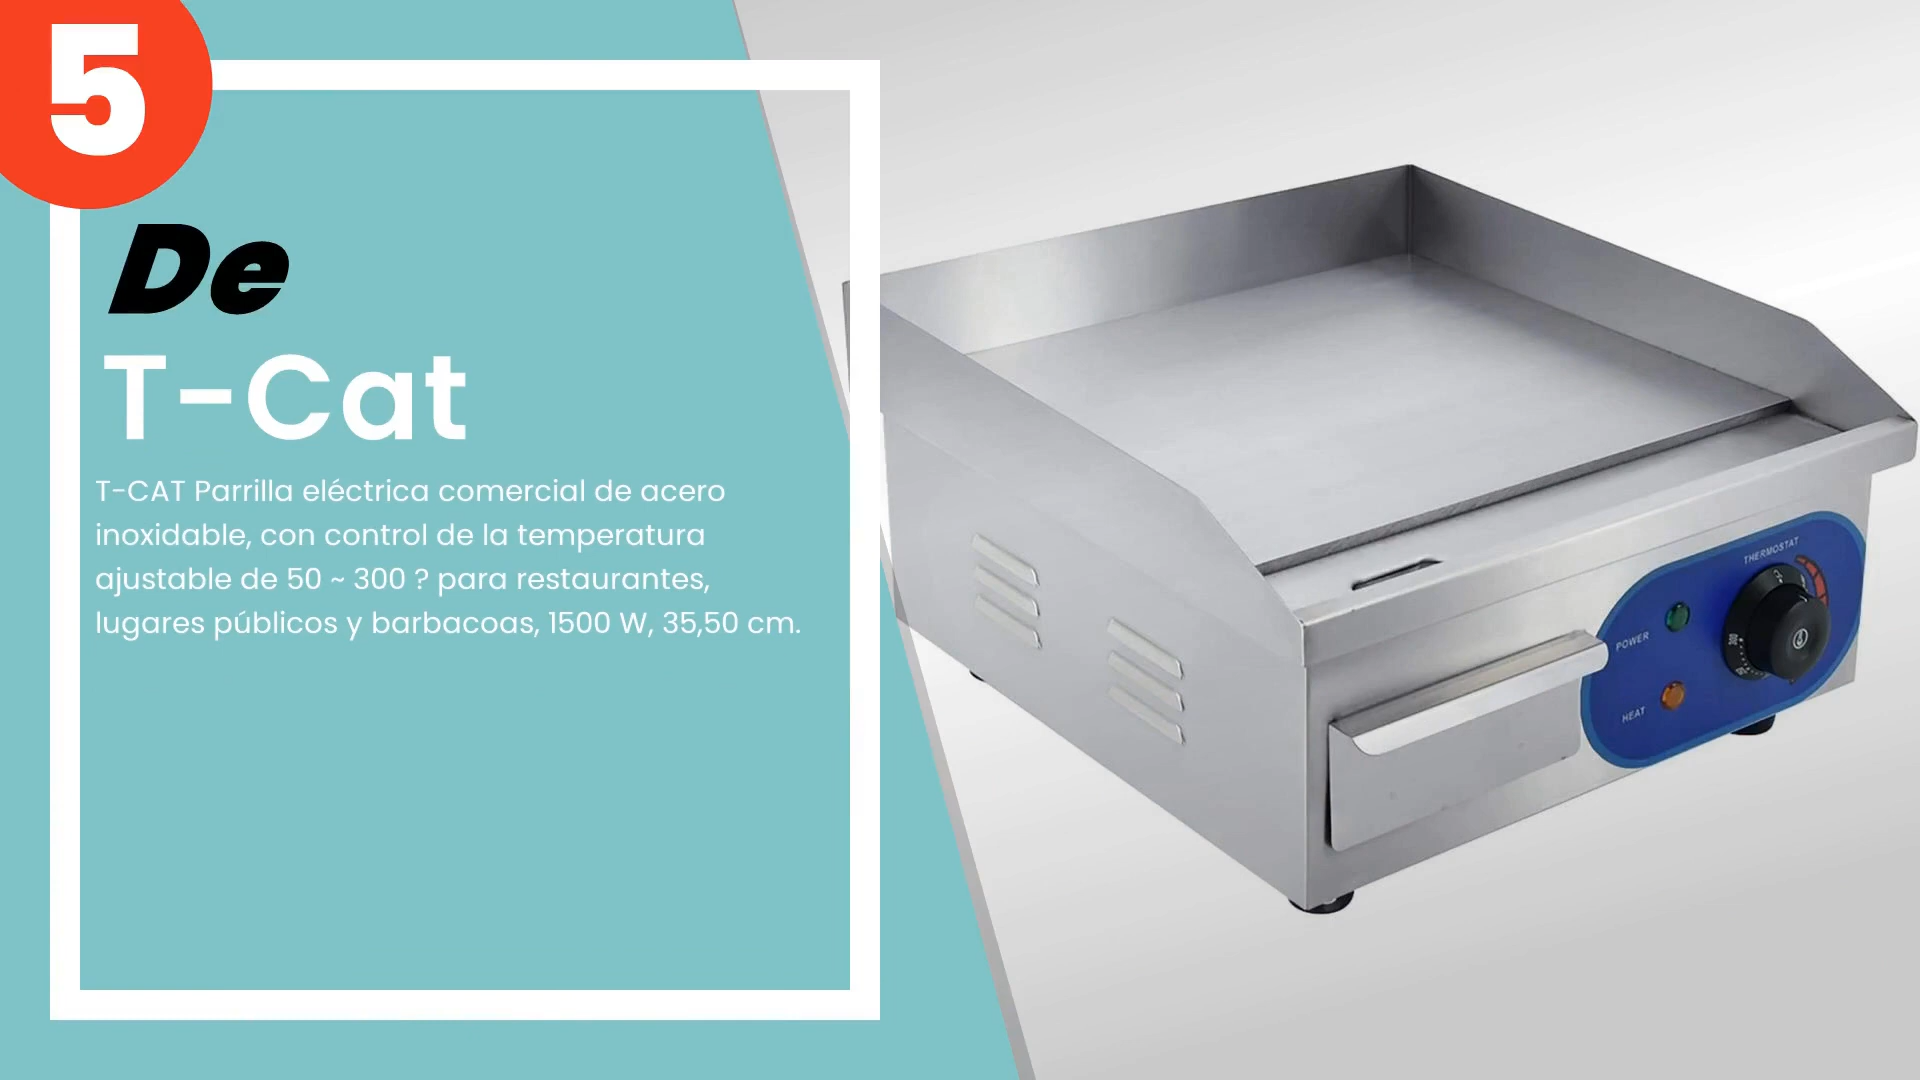 5
De
T-Cat
T-CAT Parrilla eléctrica comercial de acero
inoxidable, con control de la temperatura
ajustable de 50 ~ 300 ? para restaurantes,
lugares públicos y barbacoas, 1500 W, 35,50 cm.
THERMOSTAT
POWER
300
HEAT